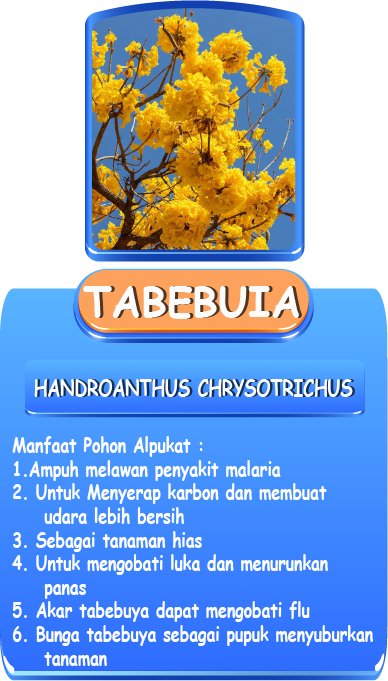 TABEBUIA
HANDROANTHUS CHRYSOTRICHUS
Manfaat Pohon Alpukat :
1.Ampuh melawan penyakit malaria
2. Untuk Menyerap karbon dan membuat
udara lebih bersih
3. Sebagai tanaman hias
4. Untuk mengobati luka dan menurunkan
panas
5. Akar tabebuya dapat mengobati flu
6. Bunga tabebuya sebagai pupuk menyuburkan
tanaman